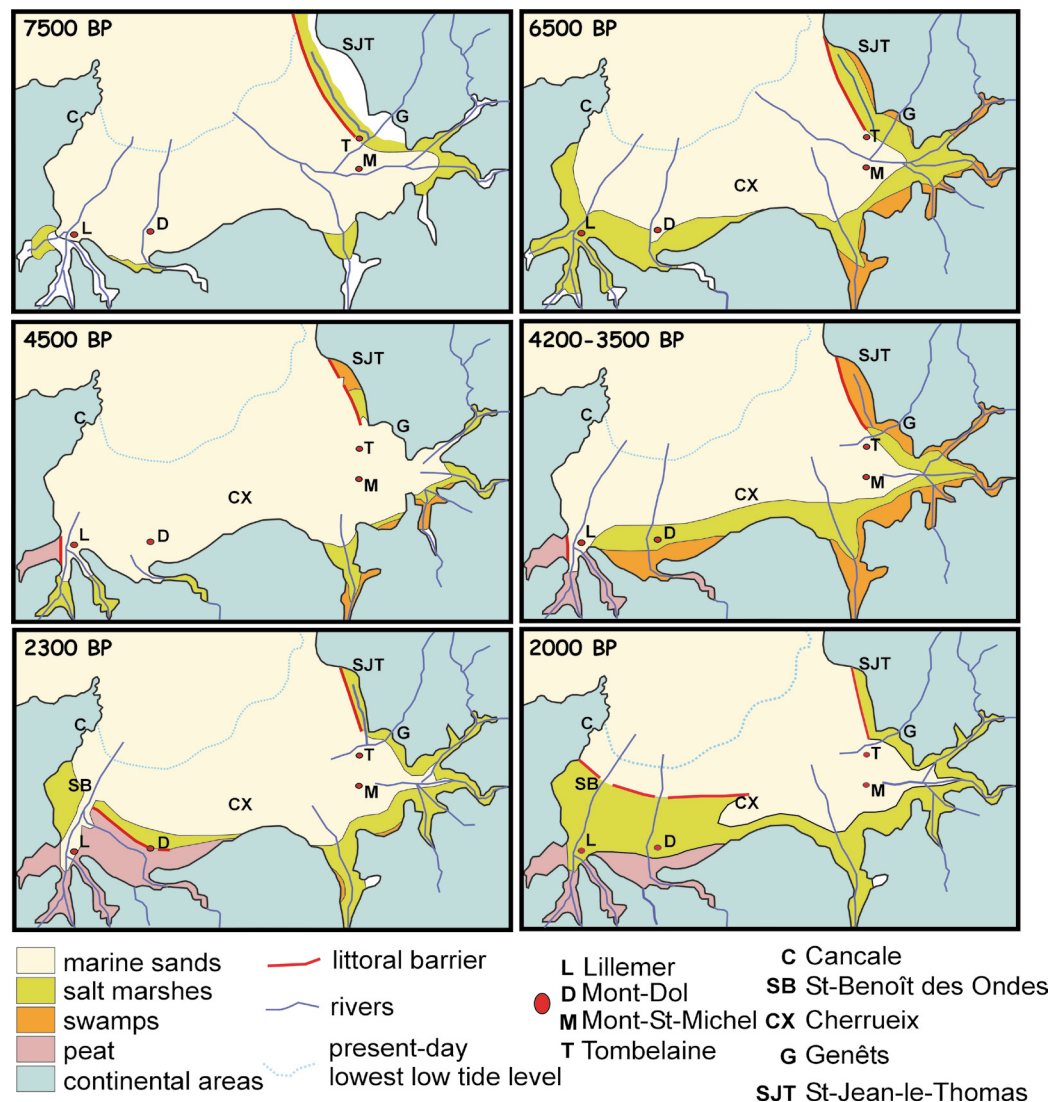 7500 BP
SJT
C
G
T
M
L
D
6500 BP
SJT
C
G
T
M
CX
L
D
4500 BP
SJT
C
G
T
M
CX
L
D
4200-3500 BP
SJT
C
G
T
M
CX
L
D
2300 BP
SJT
C
G
T
SB
M
CX
L
D
2000 BP
SJT
C
G
T
SB
M
CX
L
D
marine sands
salt marshes
swamps
peat
continental areas
littoral barrier
rivers
present-day
lowest low tide level
L Lillemer
D Mont-Dol
M Mont-St-Michel
T Tombelaine
C Cancale
SB St-Benoît des Ondes
CX Cherrueix
G Genêts
SJT St-Jean-le-Thomas